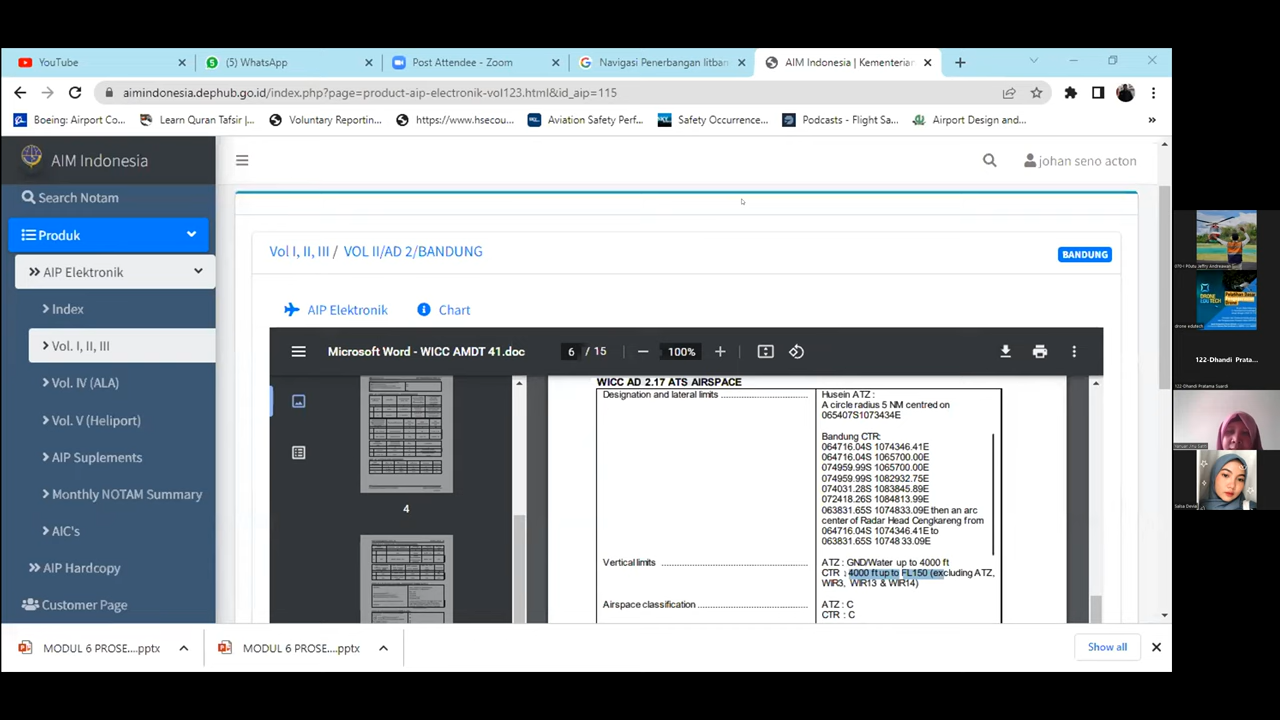 YouTube
(5) WhatsApp
Post Attendee - Zoom
Navigasi Penerbangan litban
AIM Indonesia | Kementerian
aimindonesia.dephub.go.id/index.php?page=product-aip-electronik-vol123.html&id_aip=115
Boeing: Airport Co...
Learn Quran Tafsir |...
Voluntary Reportin...
https://www.hsecou...
Aviation Safety Perf...
Safety Occurrence...
Podcasts - Flight Sa...
Airport Design and...
»
AIM Indonesia
johan seno acton
Search Notam
Produk
AIP Elektronik
Index
Vol. I, II, III
Vol. IV (ALA)
Vol. V (Heliport)
AIP Suplements
Monthly NOTAM Summary
AIC's
AIP Hardcopy
Customer Page
Vol I, II, III / VOL II/AD 2/BANDUNG
BANDUNG
AIP Elektronik
Chart
Microsoft Word - WICC AMDT 41.doc
6 / 15
100%
4
WICC AD 2.17 ATS AIRSPACE
Designation and lateral limits
Husein ATZ :
A circle radius 5 NM centred on
065407S1073434E
Bandung CTR:
064716.04S 1074346.41E
064716.04S 1065700.00E
074959.99S 1065700.00E
074959.99S 1082932.75E
074031.28S 1083845.89E
072418.26S 1084813.99E
063831.65S 1074833.09E then an arc
center of Radar Head Cengkareng from
064716.04S 1074346.41E to
063831.65S 1074833.09E
Vertical limits
ATZ : GND/Water up to 4000 ft
CTR : 4000 ft up to FL150 (excluding ATZ,
WIR3, WIR13 & WIR14)
Airspace classification
ATZ : C
CTR : C
MODUL 6 PROSE....pptx
MODUL 6 PROSE....pptx
Show all
drone edutech
122-Dhandi Prata...
122-Dhandi Pratama Suardi